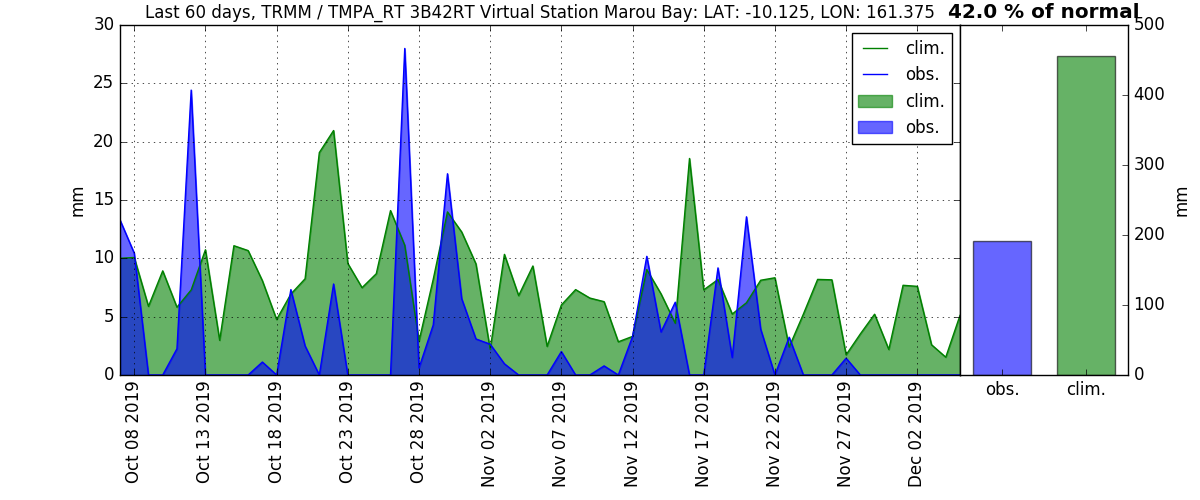 Last 60 days, TRMM / TMPA_RT 3B42RT Virtual Station Marou Bay: LAT: -10.125, LON: 161.375 42.0 % of normal
30
25
20
15
10
5
0
mm
clim.
obs.
clim.
obs.
500
400
300
200
100
0
mm
Oct 08 2019
Oct 13 2019
Oct 18 2019
Oct 23 2019
Oct 28 2019
Nov 02 2019
Nov 07 2019
Nov 12 2019
Nov 17 2019
Nov 22 2019
Nov 27 2019
Dec 02 2019
obs.
clim.